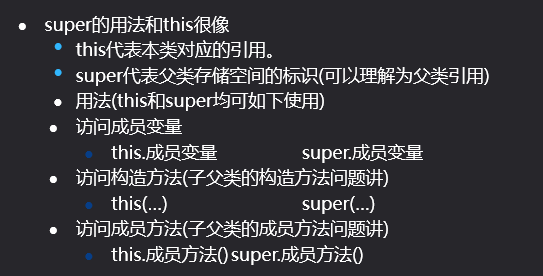 super的用法和this很像
this代表本类对应的引用。
super代表父类存储空间的标识(可以理解为父类引用)
用法(this和super均可如下使用)
访问成员变量
this.成员变量 super.成员变量
访问构造方法(子父类的构造方法问题讲)
this(...) super(...)
访问成员方法(子父类的成员方法问题讲)
this.成员方法() super.成员方法()